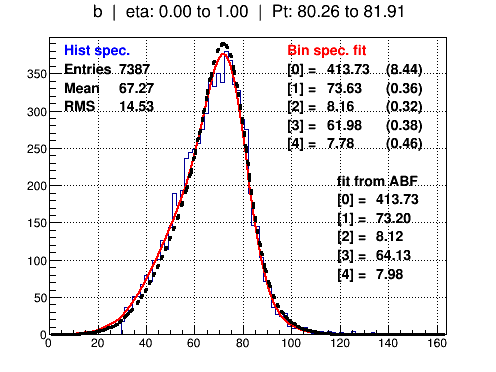 b | eta: 0.00 to 1.00 | Pt: 80.26 to 81.91
Hist spec.
Entries 7387
Mean 67.27
RMS 14.53
Bin spec. fit
[0] = 413.73 (8.44)
[1] = 73.63 (0.36)
[2] = 8.16 (0.32)
[3] = 61.98 (0.38)
[4] = 7.78 (0.46)
fit from ABF
[0] = 413.73
[1] = 73.20
[2] = 8.12
[3] = 64.13
[4] = 7.98
350
300
250
200
150
100
50
0
0 20 40 60 80 100 120 140 160